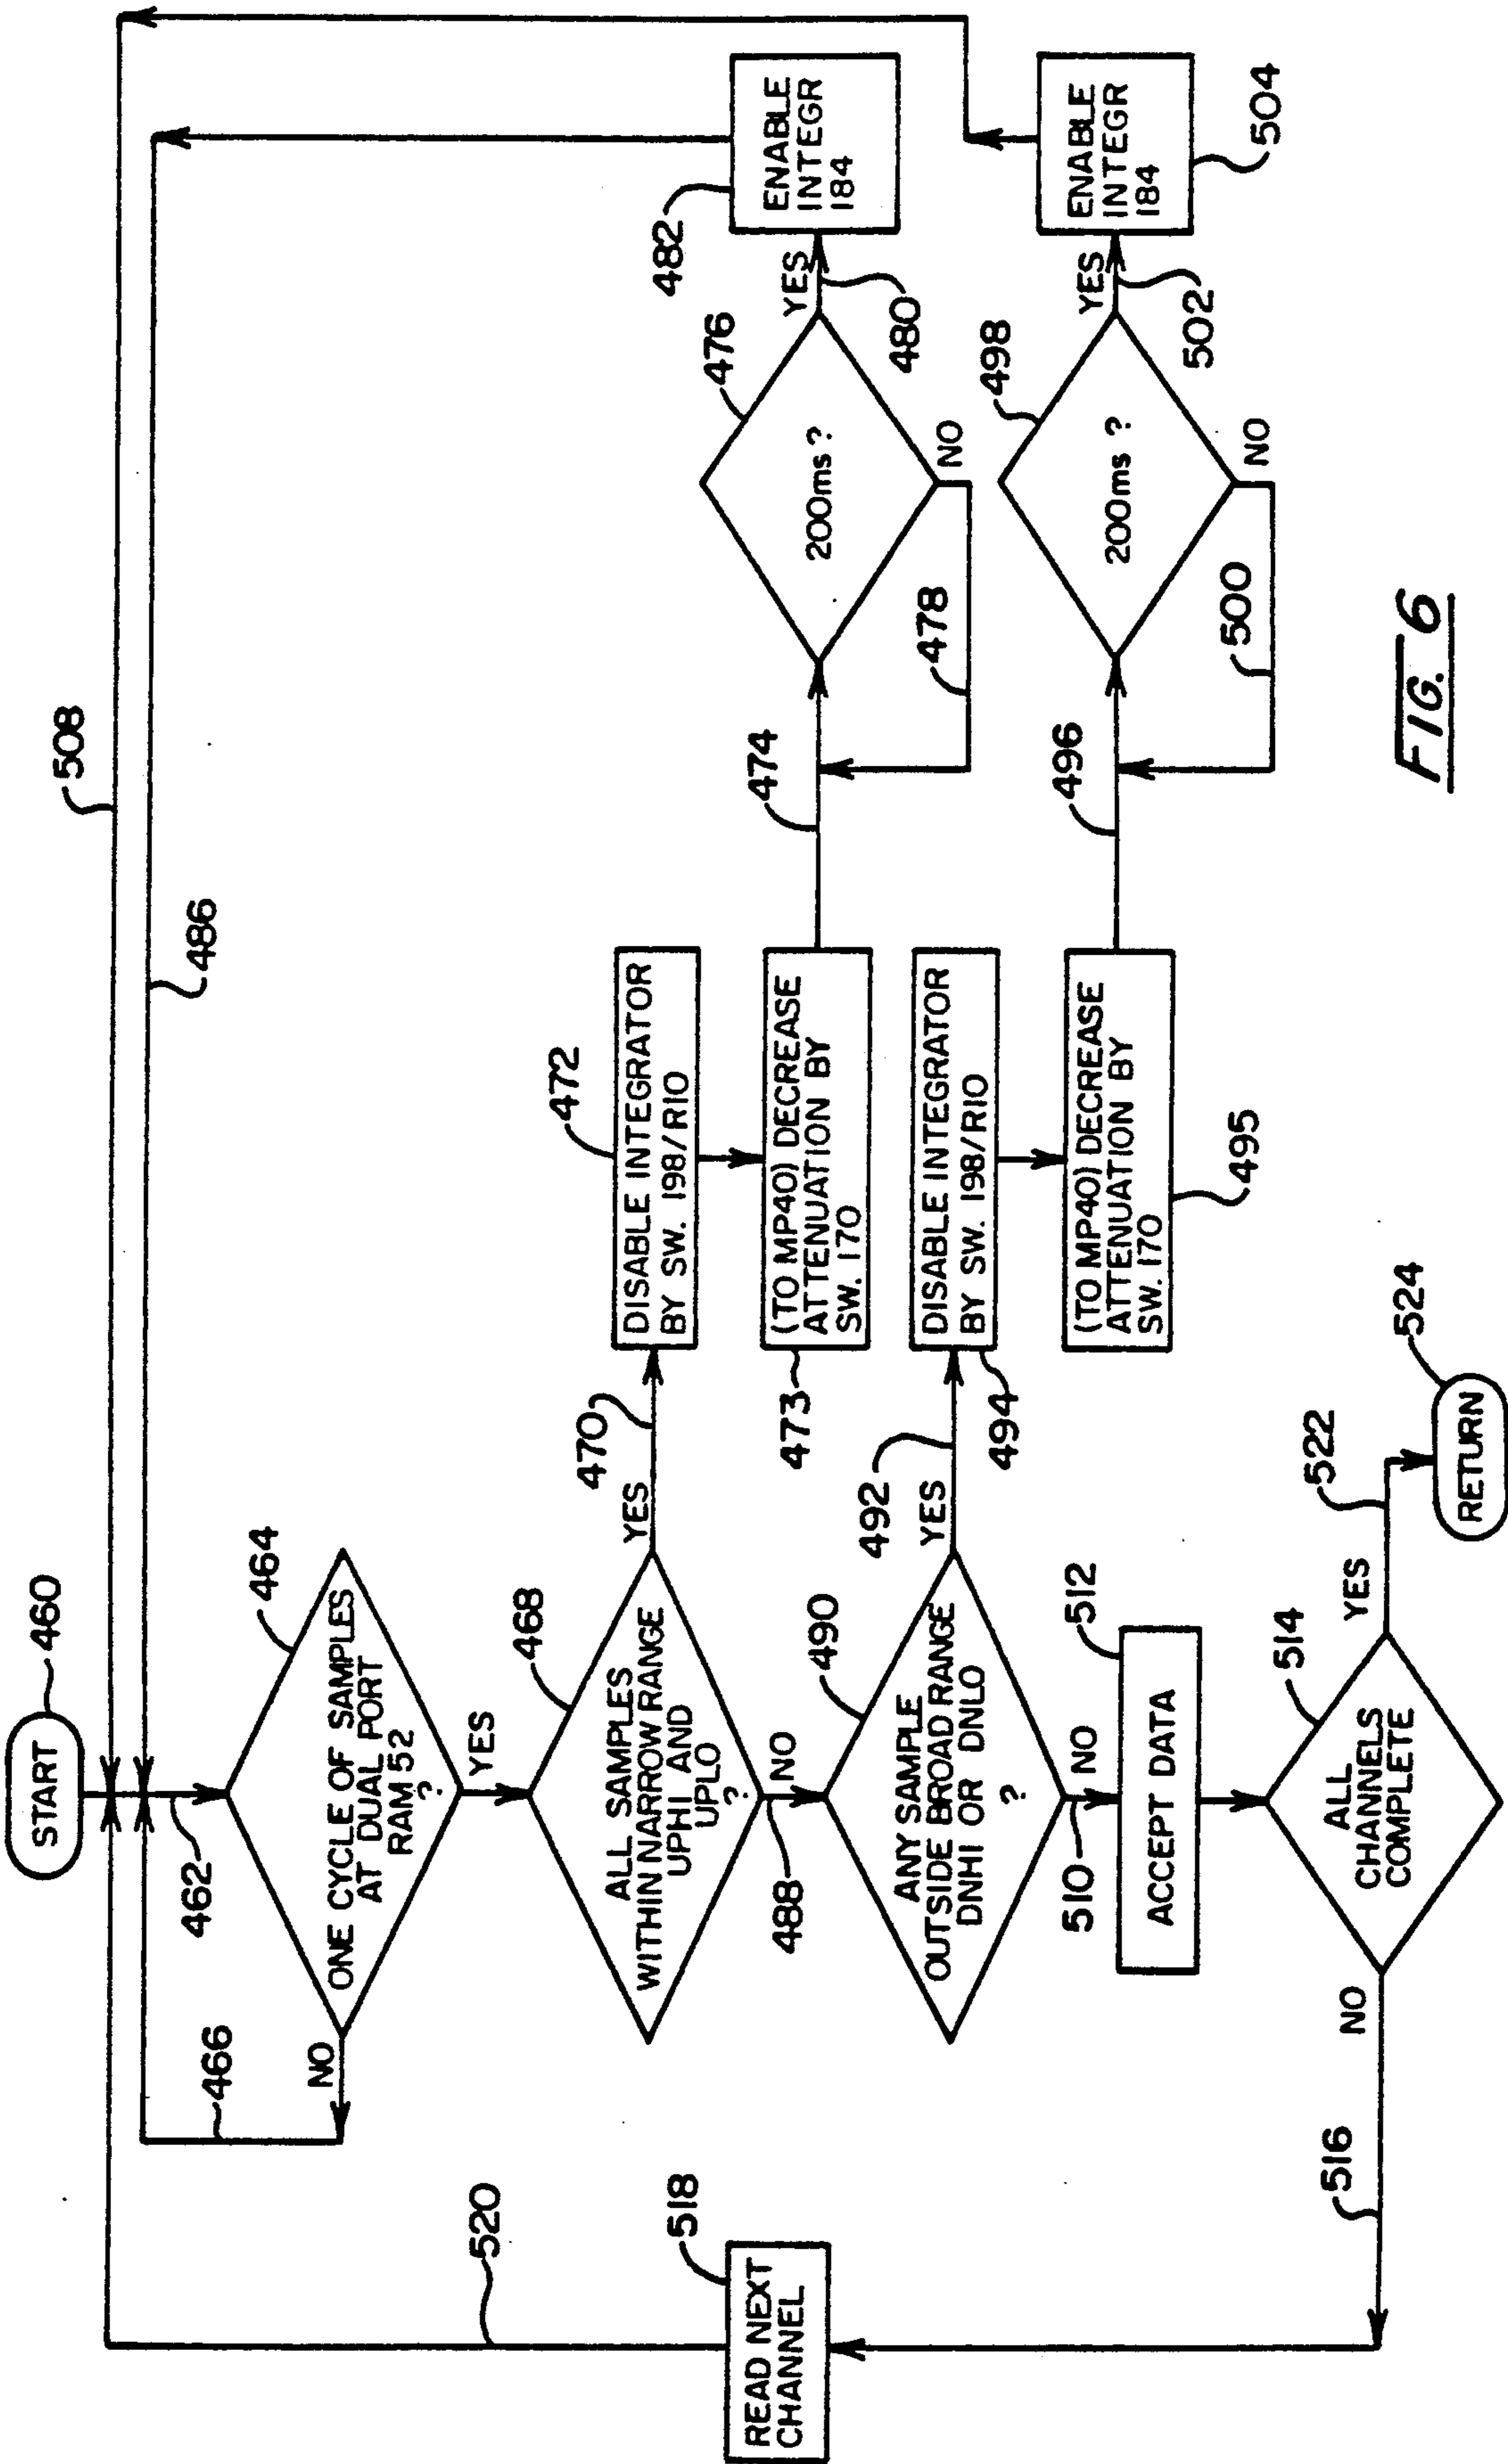 START
460
462
508
486
466
NO
ONE CYCLE OF SAMPLES
AT DUAL PORT
RAM 52
?
464
YES
ALL SAMPLES
WITHIN NARROW RANGE
UPHI AND
UPLO
?
468
YES
470
DISABLE INTEGRATOR
BY SW. 198/R10
472
(TO MP40) DECREASE
ATTENUATION BY
SW. 170
473
474
200ms ?
476
NO
478
YES
480
ENABLE
INTEGR
184
482
NO
488
ANY SAMPLE
OUTSIDE BROAD RANGE
DNHI OR DNLO
?
490
YES
492
DISABLE INTEGRATOR
BY SW. 198/R10
494
(TO MP40) DECREASE
ATTENUATION BY
SW. 170
495
496
200ms ?
498
NO
500
YES
502
ENABLE
INTEGR
184
504
NO
510
ACCEPT DATA
512
ALL
CHANNELS
COMPLETE
514
YES
522
RETURN
524
NO
516
READ NEXT
CHANNEL
518
520
FIG. 6